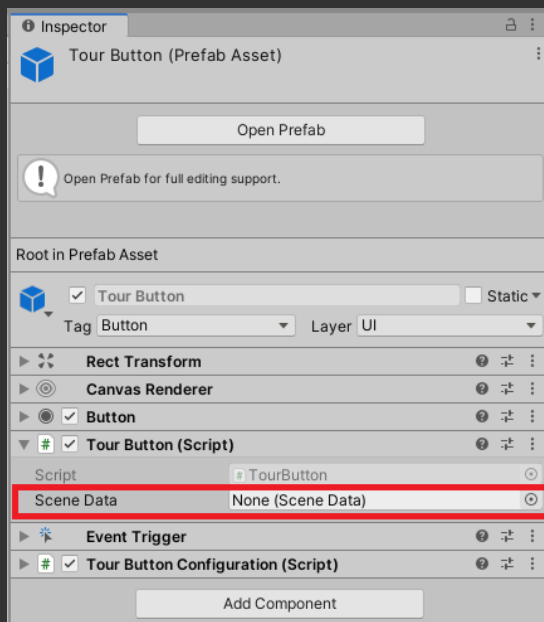 Inspector
Tour Button (Prefab Asset)
Open Prefab
Open Prefab for full editing support.
Root in Prefab Asset
Tour Button Static
Tag Button Layer UI
Rect Transform
Canvas Renderer
Button
# Tour Button (Script)
Script # TourButton
Scene Data None (Scene Data)
Event Trigger
# Tour Button Configuration (Script)
Add Component